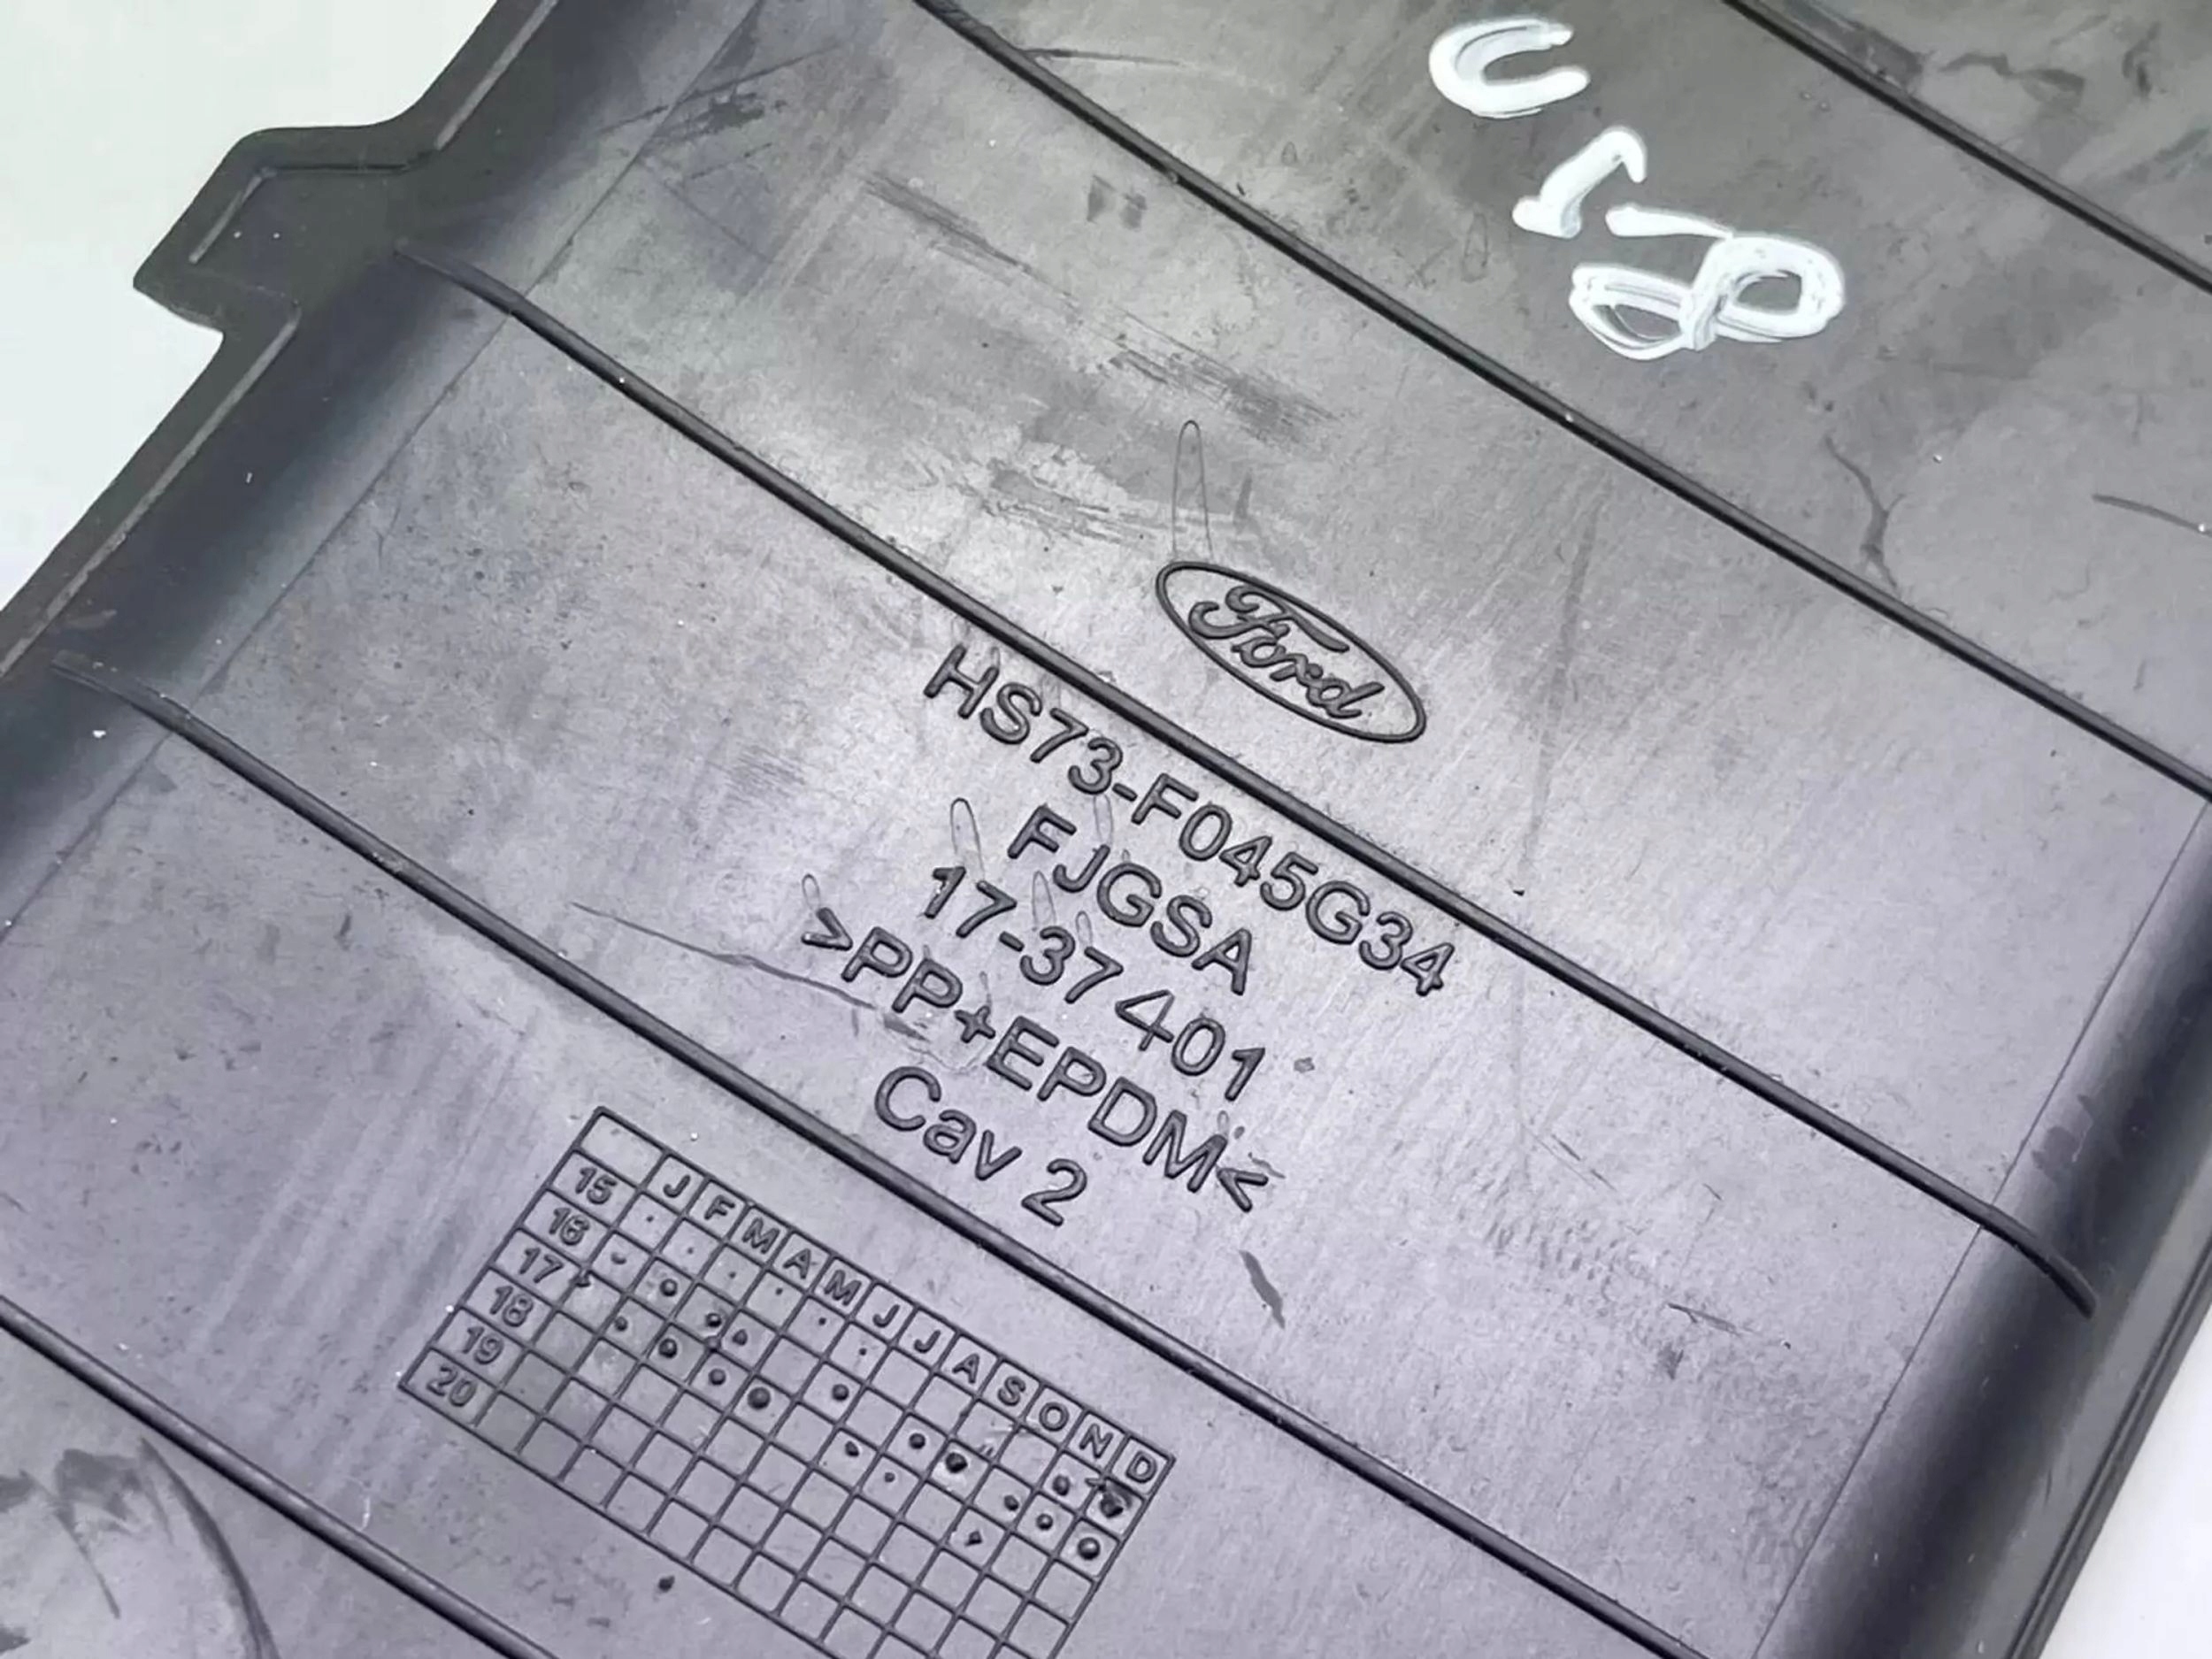 Ford
HS73-F045G34
FJGSA
17-37401
>PP+EPDM<
Cav 2
J F M A M J J A S O N D
15
16
17
18
19
20